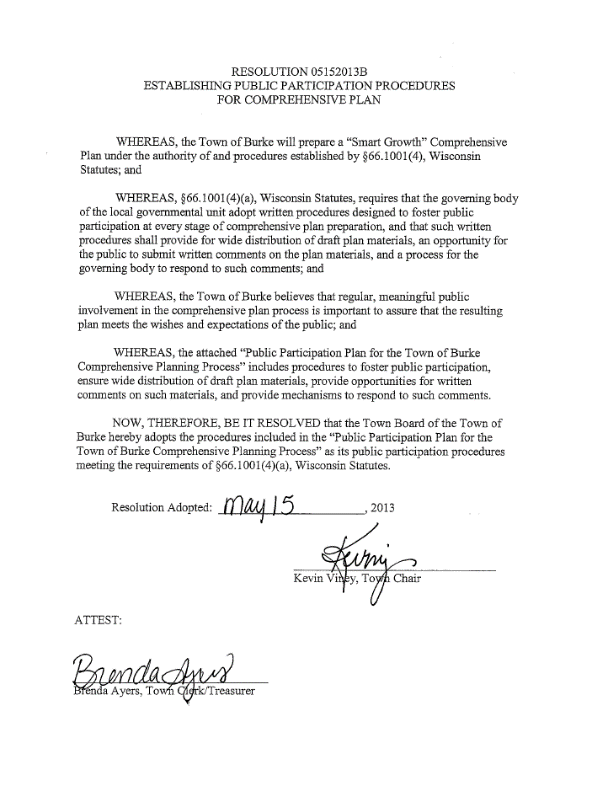 RESOLUTION 05152013B
ESTABLISHING PUBLIC PARTICIPATION PROCEDURES
FOR COMPREHENSIVE PLAN
WHEREAS, the Town of Burke will prepare a “Smart Growth” Comprehensive
Plan under the authority of and procedures established by §66.1001(4), Wisconsin
Statutes; and
WHEREAS, §66.1001(4)(a), Wisconsin Statutes, requires that the governing body
of the local governmental unit adopt written procedures designed to foster public
participation at every stage of comprehensive plan preparation, and that such written
procedures shall provide for wide distribution of draft plan materials, an opportunity for
the public to submit written comments on the plan materials, and a process for the
governing body to respond to such comments; and
WHEREAS, the Town of Burke believes that regular, meaningful public
involvement in the comprehensive plan process is important to assure that the resulting
plan meets the wishes and expectations of the public; and
WHEREAS, the attached “Public Participation Plan for the Town of Burke
Comprehensive Planning Process” includes procedures to foster public participation,
ensure wide distribution of draft plan materials, provide opportunities for written
comments on such materials, and provide mechanisms to respond to such comments.
NOW, THEREFORE, BE IT RESOLVED that the Town Board of the Town of
Burke hereby adopts the procedures included in the “Public Participation Plan for the
Town of Burke Comprehensive Planning Process” as its public participation procedures
meeting the requirements of §66.1001(4)(a), Wisconsin Statutes.
Resolution Adopted: May 15, 2013
Kevin Viney, Town Chair
ATTEST:
Brenda Ayers
Brenda Ayers, Town Clerk/Treasurer